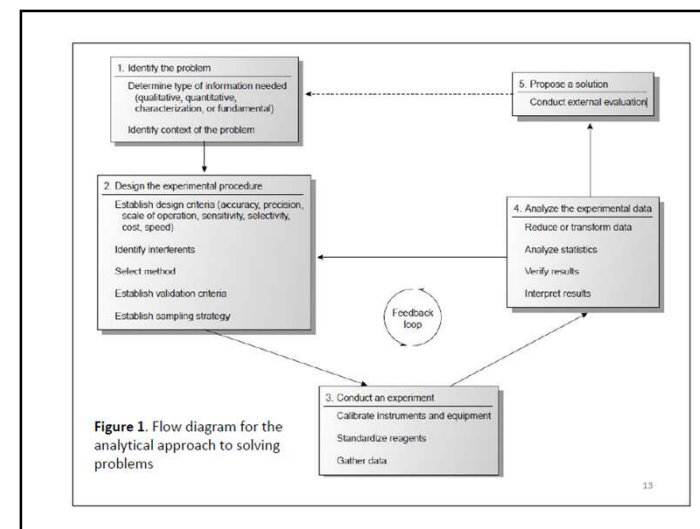 1. Identify the problem
Determine type of information needed
(qualitative, quantitative,
characterization, or fundamental)
Identify context of the problem
2. Design the experimental procedure
Establish design criteria (accuracy, precision,
scale of operation, sensitivity, selectivity,
cost, speed)
Identify interferents
Select method
Establish validation criteria
Establish sampling strategy
3. Conduct an experiment
Calibrate instruments and equipment
Standardize reagents
Gather data
4. Analyze the experimental data
Reduce or transform data
Analyze statistics
Verify results
Interpret results
5. Propose a solution
Conduct external evaluation
Feedback
loop
Figure 1. Flow diagram for the
analytical approach to solving
problems
13